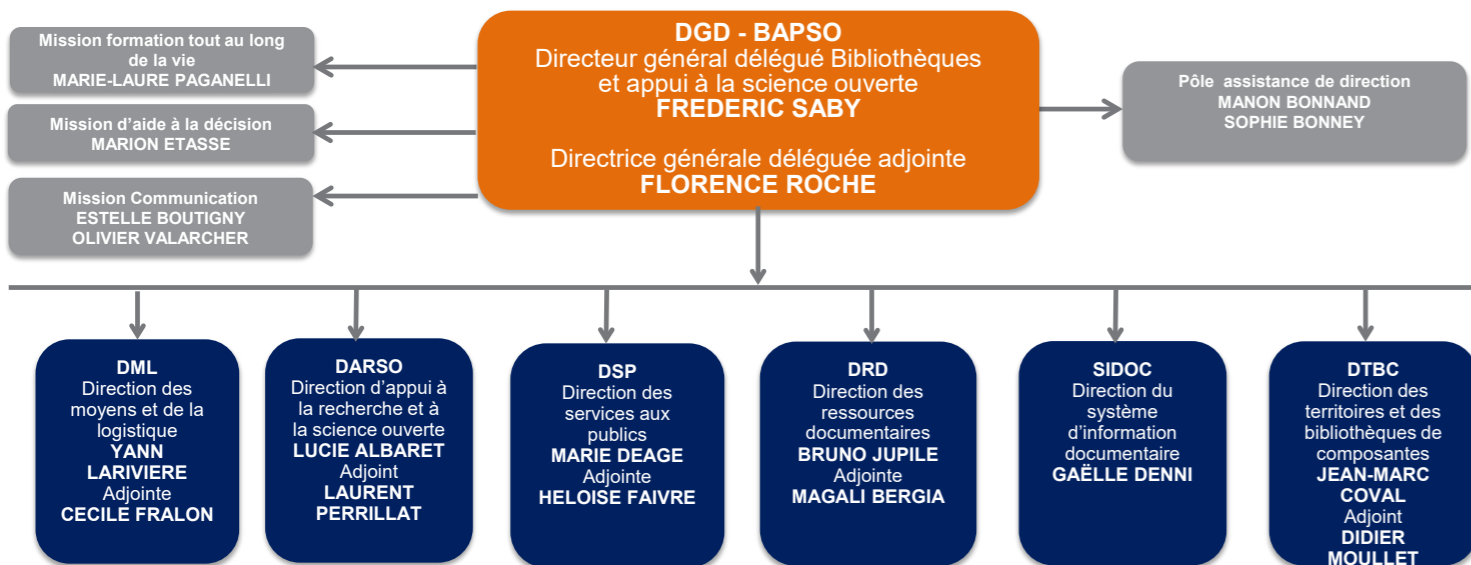 DGD - BAPSO
Directeur général délégué Bibliothèques
et appui à la science ouverte
FREDERIC SABY
Directrice générale déléguée adjointe
FLORENCE ROCHE
Mission formation tout au long
de la vie
MARIE-LAURE PAGANELLI
Mission d’aide à la décision
MARION ETASSE
Mission Communication
ESTELLE BOUTIGNY
OLIVIER VALARCHER
Pôle assistance de direction
MANON BONNAND
SOPHIE BONNEY
DML
Direction des
moyens et de la
logistique
YANN
LARIVIERE
Adjointe
CECILE FRALON
DARSO
Direction d’appui à
la recherche et à
la science ouverte
LUCIE ALBARET
Adjoint
LAURENT
PERRILLAT
DSP
Direction des
services aux
publics
MARIE DEAGE
Adjointe
HELOISE FAIVRE
DRD
Direction des
ressources
documentaires
BRUNO JUPILE
Adjointe
MAGALI BERGIA
SIDOC
Direction du
système
d’information
documentaire
GAËLLE DENNI
DTBC
Direction des
territoires et des
bibliothèques de
composantes
JEAN-MARC
COVAL
Adjoint
DIDIER
MOULLET